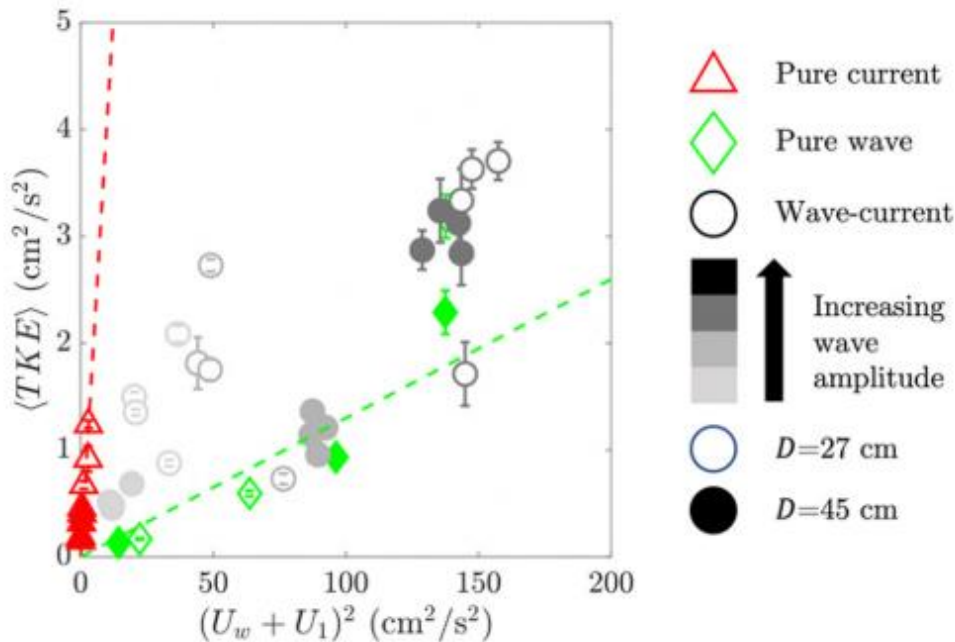 5
4
3
2
1
0
0 50 100 150 200
⟨TKE⟩ (cm²/s²)
(U_w + U_1)² (cm²/s²)
Pure current
Pure wave
Wave-current
Increasing
wave
amplitude
D=27 cm
D=45 cm